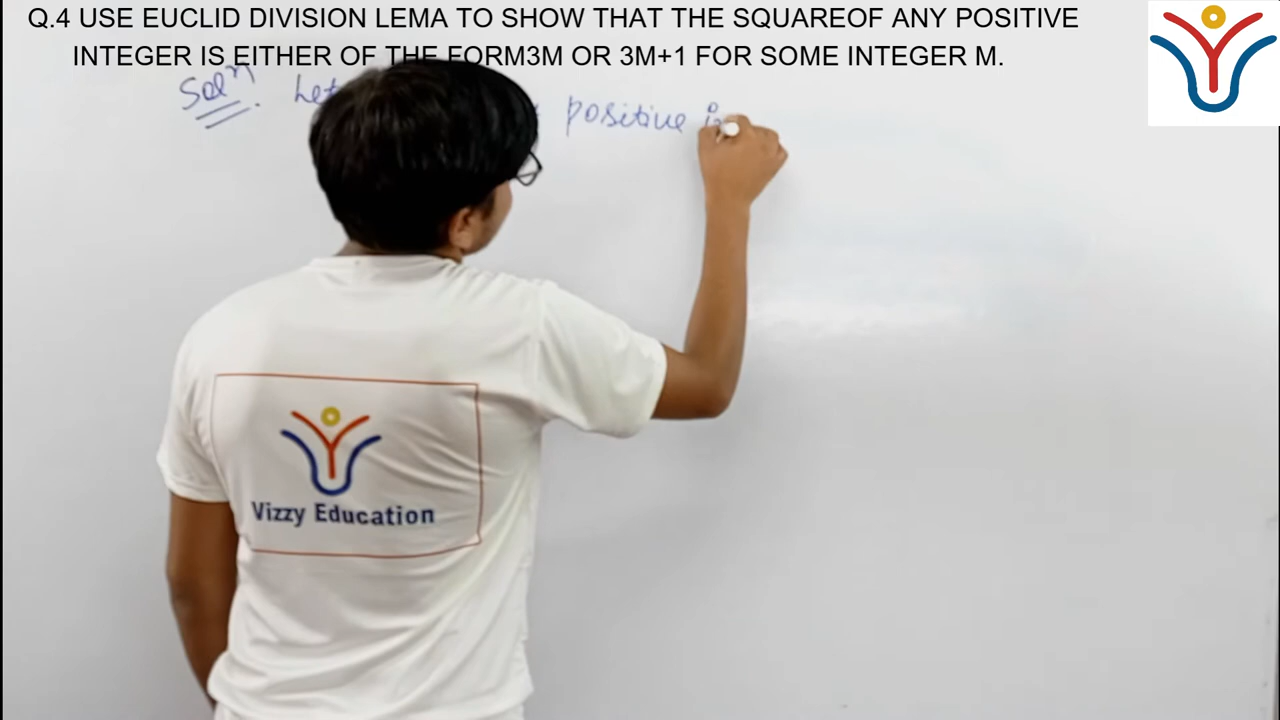 Q.4 USE EUCLID DIVISION LEMA TO SHOW THAT THE SQUAREOF ANY POSITIVE
INTEGER IS EITHER OF THE FORM3M OR 3M+1 FOR SOME INTEGER M.
Solⁿ. Let positive
Vizzy Education